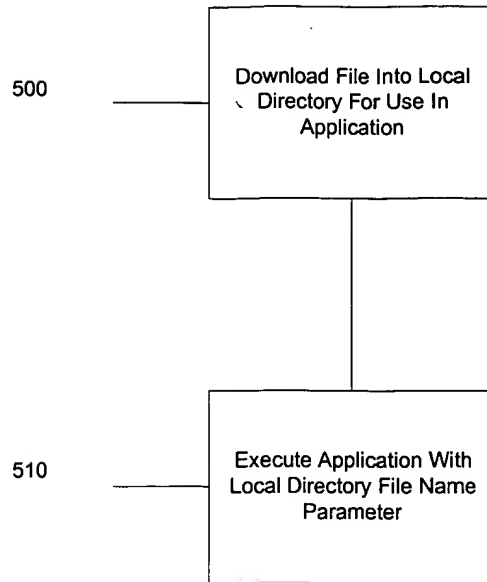 500
Download File Into Local
Directory For Use In
Application
510
Execute Application With
Local Directory File Name
Parameter